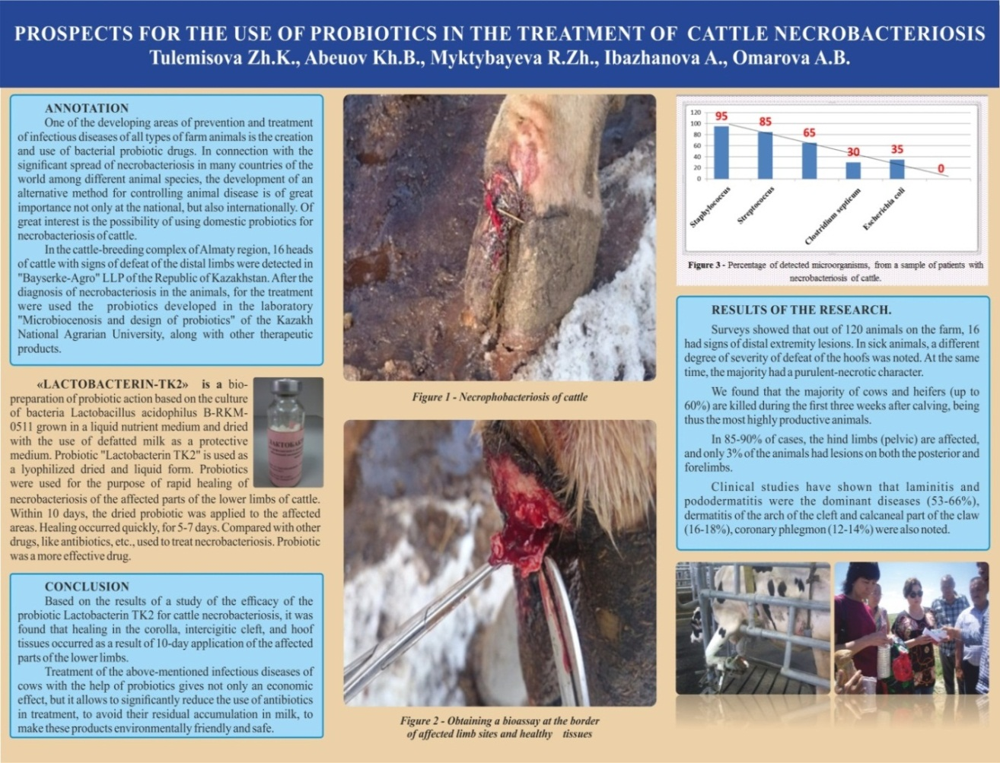 PROSPECTS FOR THE USE OF PROBIOTICS IN THE TREATMENT OF CATTLE NECROBACTERIOSIS
Tulemisova Zh.K., Abeuov Kh.B., Myktybayeva R.Zh., Ibazhanova A., Omarova A.B.
ANNOTATION
One of the developing areas of prevention and treatment
of infectious diseases of all types of farm animals is the creation
and use of bacterial probiotic drugs. In connection with the
significant spread of necrobacteriosis in many countries of the
world among different animal species, the development of an
alternative method for controlling animal disease is of great
importance not only at the national, but also internationally. Of
great interest is the possibility of using domestic probiotics for
necrobacteriosis of cattle.
In the cattle-breeding complex of Almaty region, 16 heads
of cattle with signs of defeat of the distal limbs were detected in
"Bayserke-Agro" LLP of the Republic of Kazakhstan. After the
diagnosis of necrobacteriosis in the animals, for the treatment
were used the probiotics developed in the laboratory
"Microbiocenosis and design of probiotics" of the Kazakh
National Agrarian University, along with other therapeutic
products.
«LACTOBACTERIN-TK2» is a bio-
preparation of probiotic action based on the culture
of bacteria Lactobacillus acidophilus B-RKM-
0511 grown in a liquid nutrient medium and dried
with the use of defatted milk as a protective
medium. Probiotic "Lactobacterin TK2" is used as
a lyophilized dried and liquid form. Probiotics
were used for the purpose of rapid healing of
necrobacteriosis of the affected parts of the lower limbs of cattle.
Within 10 days, the dried probiotic was applied to the affected
areas. Healing occurred quickly, for 5-7 days. Compared with other
drugs, like antibiotics, etc., used to treat necrobacteriosis. Probiotic
was a more effective drug.
CONCLUSION
Based on the results of a study of the efficacy of the
probiotic Lactobacterin TK2 for cattle necrobacteriosis, it was
found that healing in the corolla, intercigitic cleft, and hoof
tissues occurred as a result of 10-day application of the affected
parts of the lower limbs.
Treatment of the above-mentioned infectious diseases of
cows with the help of probiotics gives not only an economic
effect, but it allows to significantly reduce the use of antibiotics
in treatment, to avoid their residual accumulation in milk, to
make these products environmentally friendly and safe.
Figure 1 - Necrophobacteriosis of cattle
Figure 2 - Obtaining a bioassay at the border
of affected limb sites and healthy tissues
120
100
80
60
40
20
0
95
85
65
30
35
0
Staphylococcus
Streptococcus
Clostridium septicum
Escherichia coli
Figure 3 - Percentage of detected microorganisms, from a sample of patients with
necrobacteriosis of cattle.
RESULTS OF THE RESEARCH.
Surveys showed that out of 120 animals on the farm, 16
had signs of distal extremity lesions. In sick animals, a different
degree of severity of defeat of the hoofs was noted. At the same
time, the majority had a purulent-necrotic character.
We found that the majority of cows and heifers (up to
60%) are killed during the first three weeks after calving, being
thus the most highly productive animals.
In 85-90% of cases, the hind limbs (pelvic) are affected,
and only 3% of the animals had lesions on both the posterior and
forelimbs.
Clinical studies have shown that laminitis and
pododermatitis were the dominant diseases (53-66%),
dermatitis of the arch of the cleft and calcaneal part of the claw
(16-18%), coronary phlegmon (12-14%) were also noted.